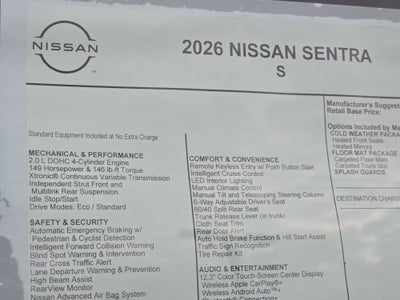 NISSAN
2026 NISSAN SENTRA
S
Standard Equipment Included at No Extra Charge
MECHANICAL & PERFORMANCE
2.0 L DOHC 4-Cylinder Engine
149 Horsepower & 146 lb-ft Torque
Xtronic® Continuous Variable Transmission
Independent Strut Front and
Multilink Rear Suspension
Idle Stop/Start
Drive Modes: Eco / Standard
SAFETY & SECURITY
Automatic Emergency Braking w/
Pedestrian & Cyclist Detection
Intelligent Forward Collision Warning
Blind Spot Warning & Intervention
Rear Cross Traffic Alert
Lane Departure Warning & Prevention
High Beam Assist
RearView Monitor
Nissan Advanced Air Bag System
COMFORT & CONVENIENCE
Remote Keyless Entry w/ Push Button Start
Intelligent Cruise Control
LED Interior Lighting
Manual Climate Control
Manual Tilt and Telescoping Steering Column
6-Way Adjustable Driver's Seat
60/40 Split Rear Seat
Trunk Release Lever (in trunk)
Cloth Seat Trim
Rear Door Alert
Auto Hold Brake Function & Hill Start Assist
Traffic Sign Recognition
Tire Repair Kit
AUDIO & ENTERTAINMENT
12.3" Color Touch-Screen Center Display
Wireless Apple CarPlay®
Wireless Android Auto™
Manufacturer's Suggest
Retail Base Price:
Options Included by Ma
COLD WEATHER PACKA
Heated Front Seats
Heated Mirrors
FLOOR MAT PACKAGE
Carpeted Floor Mats
Carpeted Trunk Mat
SPLASH GUARDS
DESTINATION CHARG